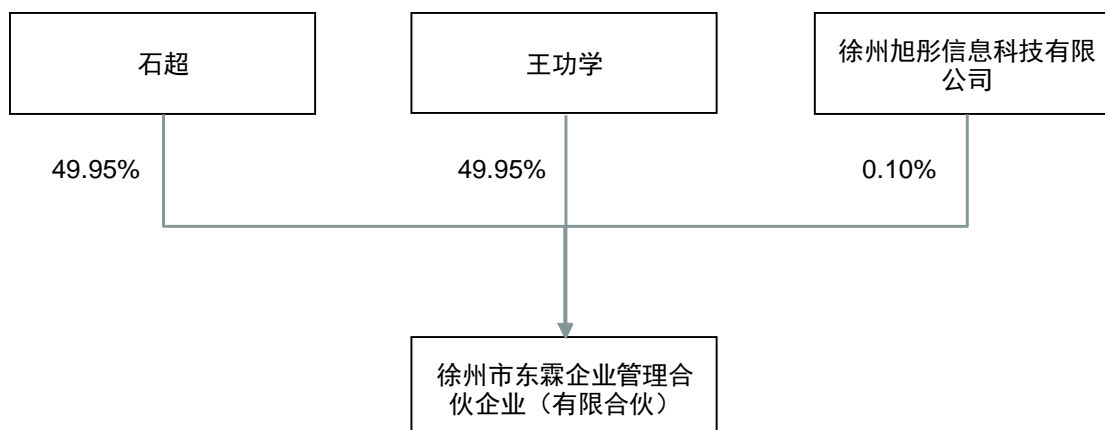 石超
王功学
徐州旭彤信息科技有限
公司
49.95%
49.95%
0.10%
徐州市东霖企业管理合
伙企业（有限合伙）